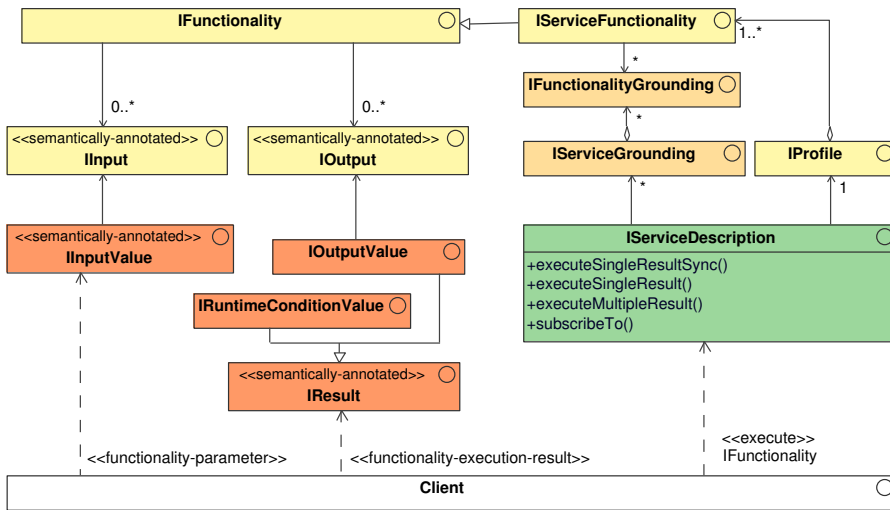 IFunctionality
IServiceFunctionality
1..*
*
IFunctionalityGrounding
0..*
0..*
*
<<semantically-annotated>>
IInput
<<semantically-annotated>>
IOutput
IServiceGrounding
IProfile
*
1
<<semantically-annotated>>
IInputValue
IOutputValue
IServiceDescription
+executeSingleResultSync()
+executeSingleResult()
+executeMultipleResult()
+subscribeTo()
IRuntimeConditionValue
<<semantically-annotated>>
IResult
<<functionality-parameter>>
<<functionality-execution-result>>
<<execute>>
IFunctionality
Client